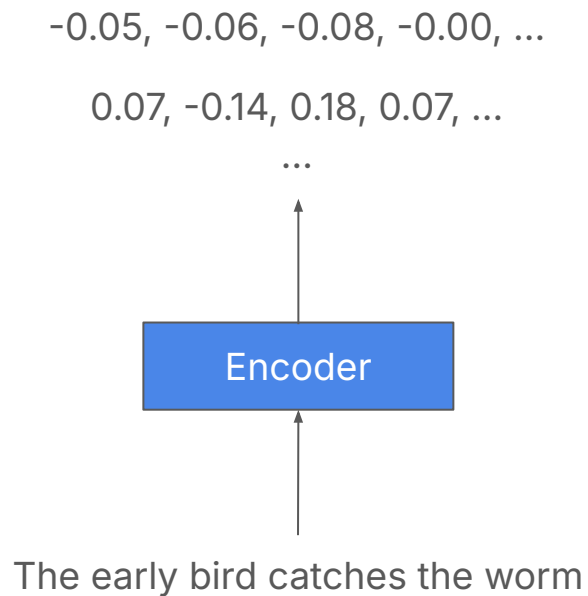 -0.05, -0.06, -0.08, -0.00, ...
0.07, -0.14, 0.18, 0.07, ...
...
Encoder
The early bird catches the worm